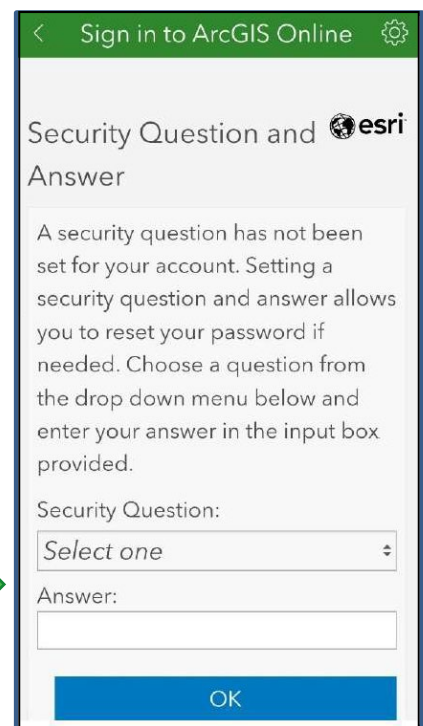 Sign in to ArcGIS Online
Security Question and
esri
Answer
A security question has not been
set for your account. Setting a
security question and answer allows
you to reset your password if
needed. Choose a question from
the drop down menu below and
enter your answer in the input box
provided.
Security Question:
Select one
Answer:
OK